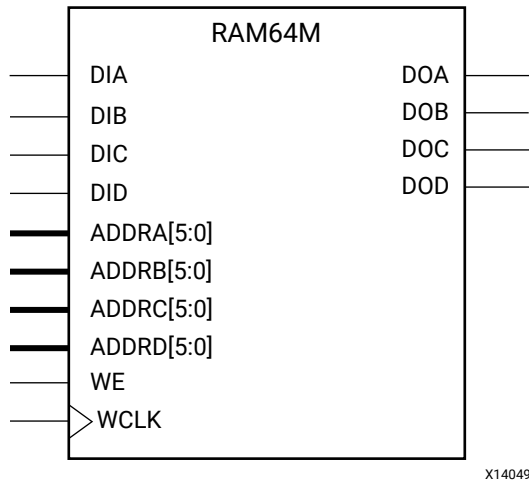 RAM64M
DIA
DIB
DIC
DID
ADDRA[5:0]
ADDRB[5:0]
ADDRC[5:0]
ADDRD[5:0]
WE
WCLK
DOA
DOB
DOC
DOD
X14049